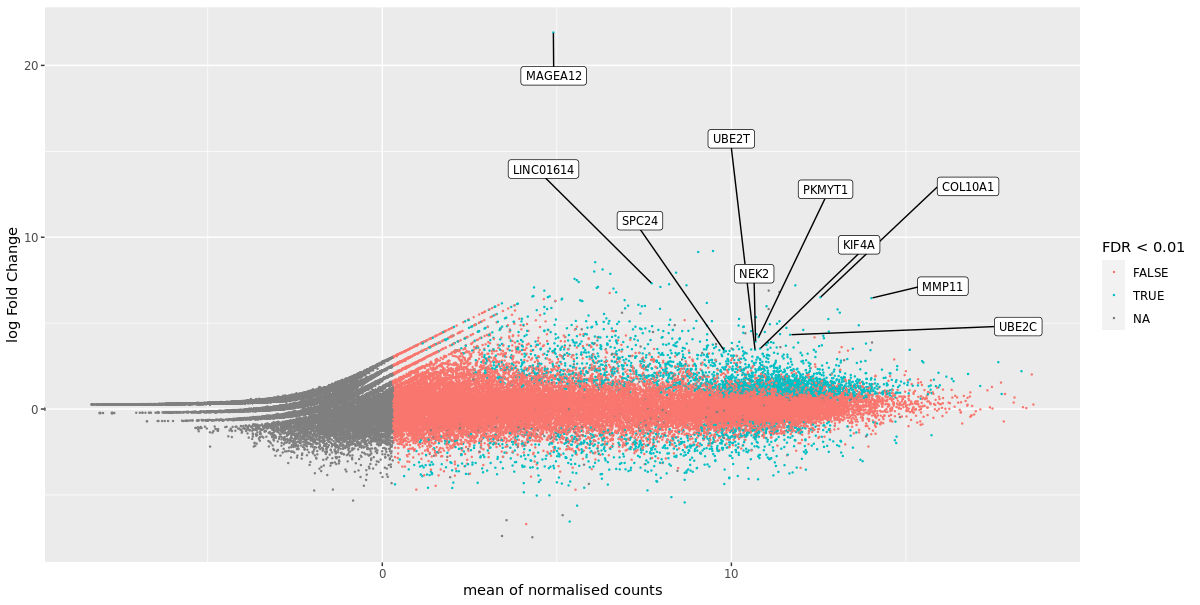 20
10
0
0
10
log Fold Change
mean of normalised counts
MAGEA12
UBE2T
LINC01614
PKMYT1
COL10A1
SPC24
KIF4A
NEK2
MMP11
UBE2C
FDR < 0.01
FALSE
TRUE
NA